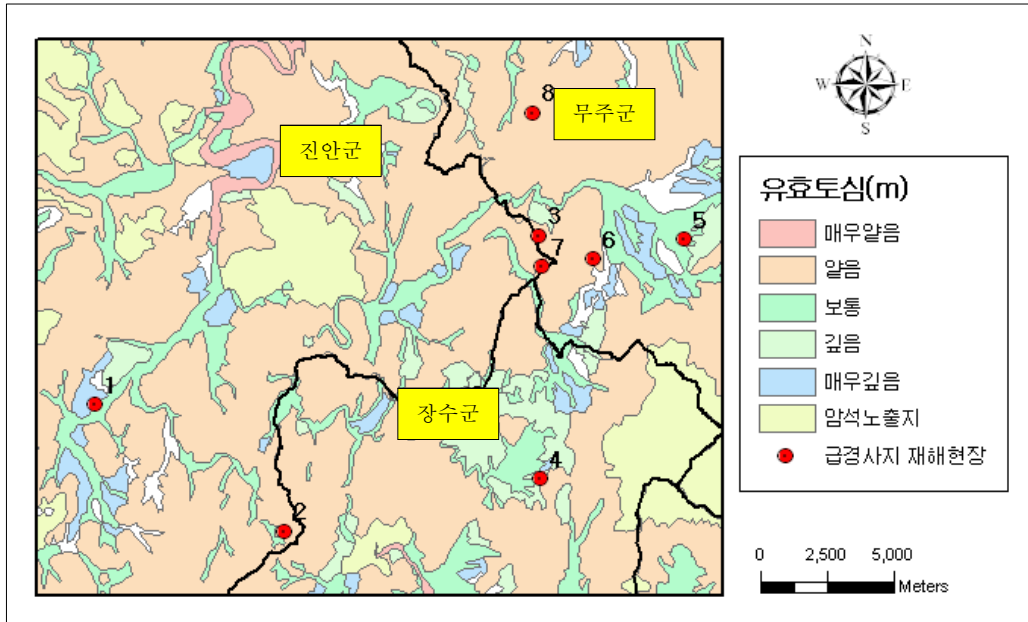 8
무주군
진안군
3
5
7
6
1
장수군
4
2
N
W
E
S
유효토심(m)
매우얕음
얕음
보통
깊음
매우깊음
암석노출지
급경사지 재해현장
0 2,500 5,000
Meters